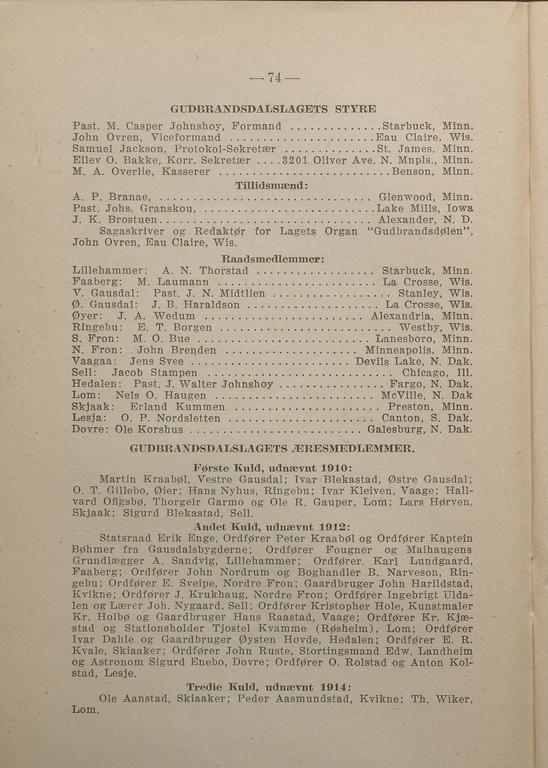 — 74 —
GUDBRANDSDALSLAGETS STYRE
Past. M. Casper Johnshoy, Formand ..............Starbuck, Minn.
John Ovren, Viceformand ......................Eau Claire, Wis.
Samuel Jackson, Protokol-Sekretær ..............St. James, Minn.
Ellev O. Bakke, Korr. Sekretær ....3201 Oliver Ave. N. Mnpls., Minn.
M. A. Overlie, Kasserer ..........................Benson, Minn.
Tillidsmænd:
A. P. Branae, ................................ Glenwood, Minn.
Past. Johs. Granskou, ..........................Lake Mills, Iowa
J. K. Brostuen................................ Alexander, N. D.
Sagaskriver og Redaktør for Lagets Organ "Gudbrandsdølen",
John Ovren, Eau Claire, Wis.
Raadsmedlemmer:
Lillehammer: A. N. Thorstad .................. Starbuck, Minn.
Faaberg: M. Laumann ......................... La Crosse, Wis.
V. Gausdal: Past. J. N. Midtlien ................... Stanley, Wis.
Ø. Gausdal: J. B. Haraldson .................... La Crosse, Wis.
Øyer: J. A. Wedum .......................... Alexandria, Minn.
Ringebu: E. T. Borgen .......................... Westby, Wis.
S. Fron: M. O. Bue .......................... Lanesboro, Minn.
N. Fron: John Brenden .................... Minneapolis, Minn.
Vaagaa: Jens Svee .......................... Devils Lake, N. Dak.
Sell: Jacob Stampen ............................ Chicago, Ill.
Hedalen: Past. J. Walter Johnshoy ................ Fargo, N. Dak.
Lom: Nels O. Haugen ...................... McVille, N. Dak
Skjaak: Erland Kummen ...................... Preston, Minn.
Lesja: O. P. Nordsletten ...................... Canton, S. Dak.
Dovre: Ole Korshus .......................... Galesburg, N. Dak.
GUDBRANDSDALSLAGETS ÆRESMEDLEMMER.
Første Kuld, udnævnt 1910:
Martin Kraabøl, Vestre Gausdal; Ivar Blekastad, Østre Gausdal;
O. T. Gillebo, Øier; Hans Nyhus, Ringebu; Ivar Kleiven, Vaage; Hall-
vard Ofigsbø, Thorgeir Garmo og Ole R. Gauper, Lom; Lars Hørven,
Skjaak; Sigurd Blekastad, Sell.
Andet Kuld, udnævnt 1912:
Statsraad Erik Enge, Ordfører Peter Kraabøl og Ordfører Kaptein
Bøhmer fra Gausdalsbygderne; Ordfører Fougner og Maihaugens
Grundlægger A. Sandvig, Lillehammer; Ordfører Karl Lundgaard,
Faaberg; Ordfører John Nordrum og Boghandler B. Narveson, Rin-
gebu; Ordfører E. Sveipe, Nordre Fron; Gaardbruger John Harildstad,
Kvikne; Ordfører J. Krukhaug, Nordre Fron; Ordfører Ingebrigt Ulda-
len og Lærer Joh. Nygaard, Sell; Ordfører Kristopher Hole, Kunstmaler
Kr. Holbø og Gaardbruger Hans Raastad, Vaage; Ordfører Kr. Kjæ-
stad og Stationsholder Tjostel Kvamme (Røsheim), Lom; Ordfører
Ivar Dahle og Gaardbruger Øysten Hovde, Hedalen; Ordfører E. R.
Kvale, Skiaaker; Ordfører John Ruste, Stortingsmand Edw. Landheim
og Astronom Sigurd Enebo, Dovre; Ordfører O. Rolstad og Anton Kol-
stad, Lesje.
Tredie Kuld, udnævnt 1914:
Ole Aanstad, Skiaaker; Peder Aasmundstad, Kvikne; Th. Wiker,
Lom.